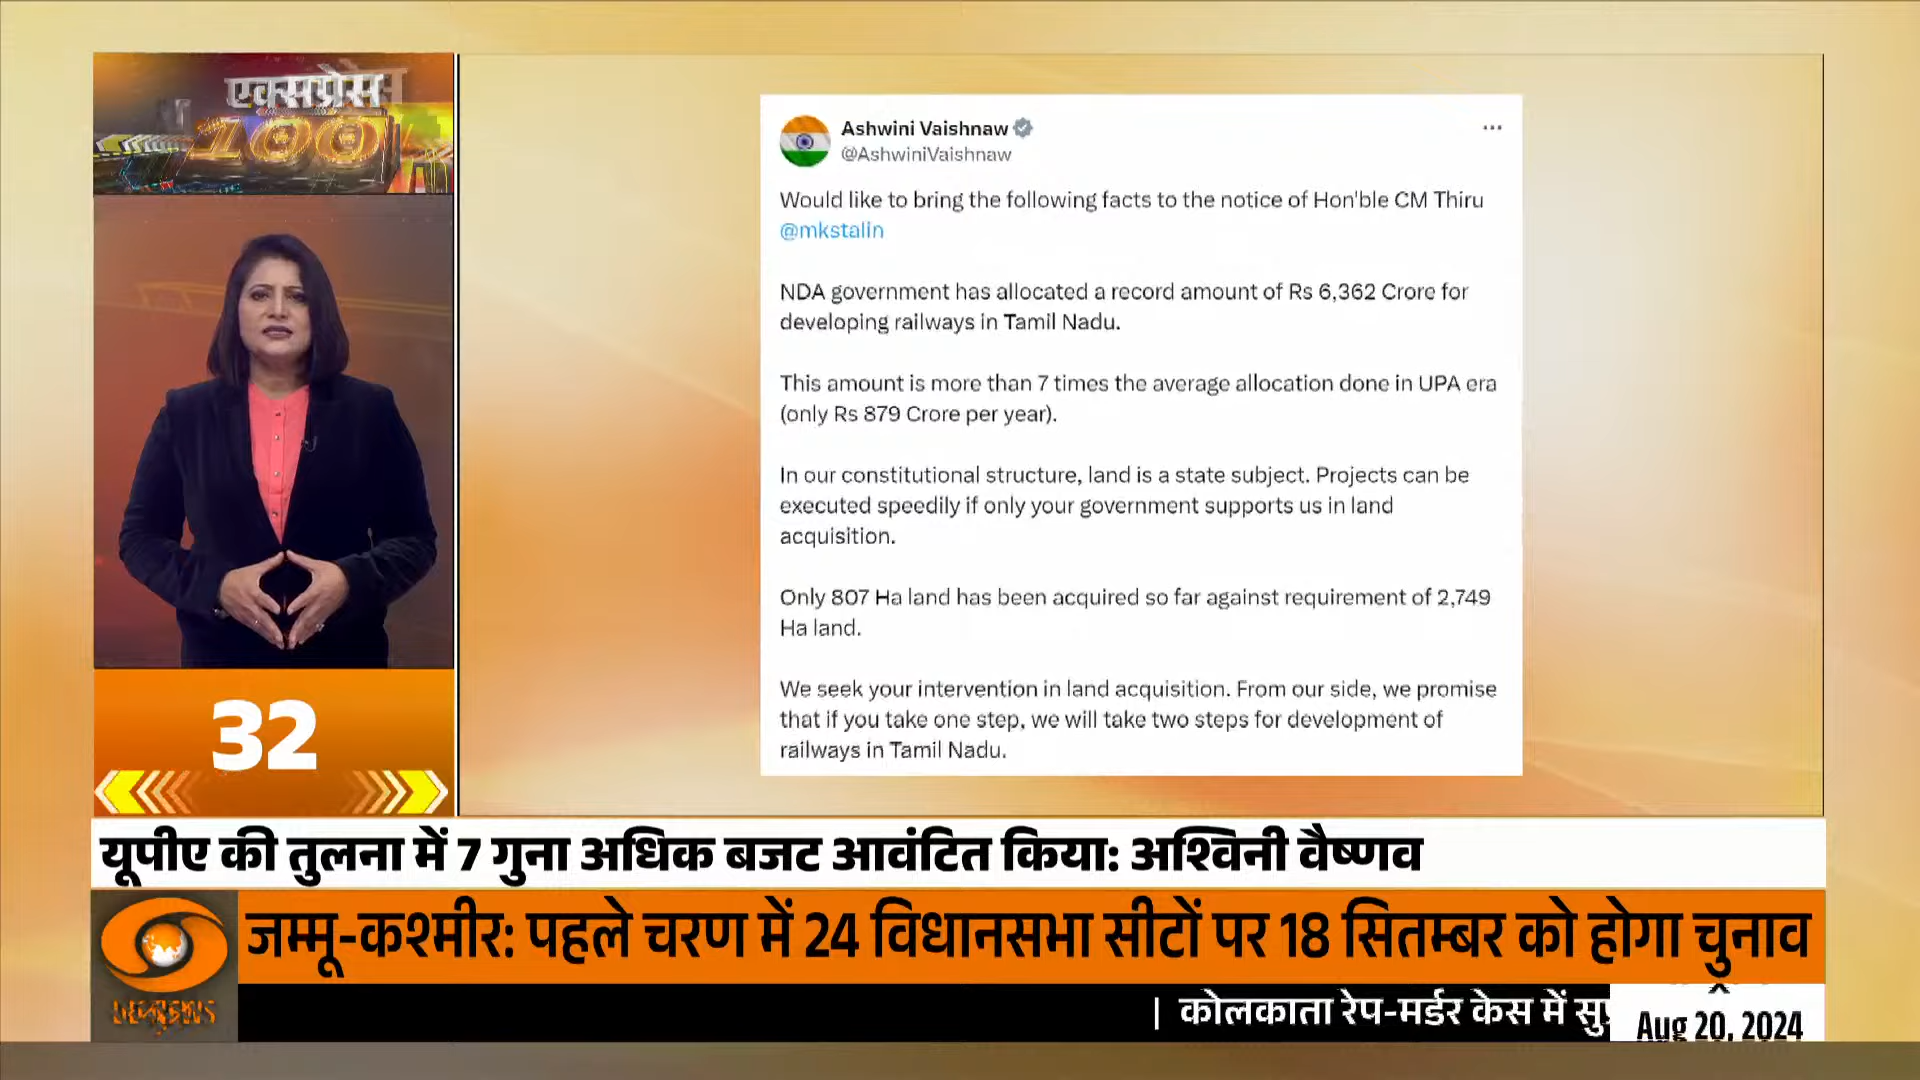 एक्सप्रेस
100
Ashwini Vaishnaw
@AshwiniVaishnaw
Would like to bring the following facts to the notice of Hon'ble CM Thiru
@mkstalin
NDA government has allocated a record amount of Rs 6,362 Crore for
developing railways in Tamil Nadu.
This amount is more than 7 times the average allocation done in UPA era
(only Rs 879 Crore per year).
In our constitutional structure, land is a state subject. Projects can be
executed speedily if only your government supports us in land
acquisition.
Only 807 Ha land has been acquired so far against requirement of 2,749
Ha land.
We seek your intervention in land acquisition. From our side, we promise
that if you take one step, we will take two steps for development of
railways in Tamil Nadu.
32
यूपीए की तुलना में 7 गुना अधिक बजट आवंटित किया: अश्विनी वैष्णव
जम्मू-कश्मीर: पहले चरण में 24 विधानसभा सीटों पर 18 सितम्बर को होगा चुनाव
| कोलकाता रेप-मर्डर केस में
Aug 20, 2024